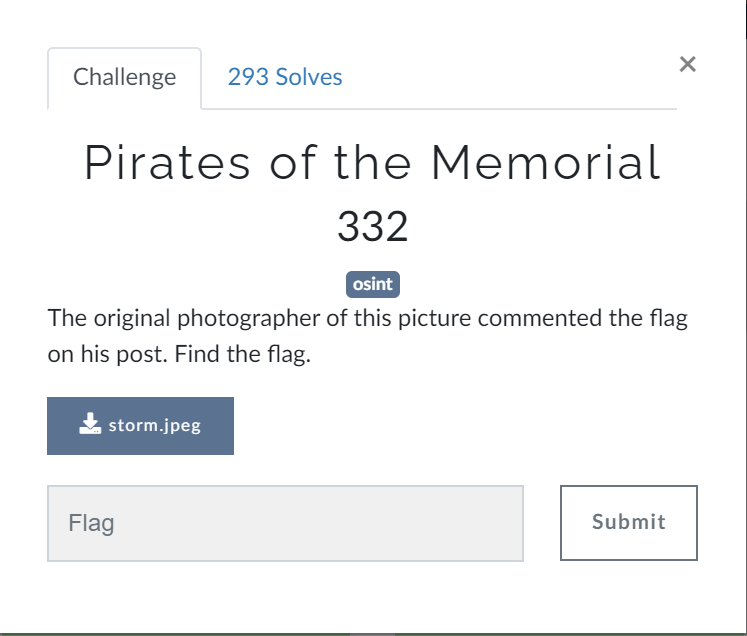 Challenge
293 Solves
×
Pirates of the Memorial
332
osint
The original photographer of this picture commented the flag
on his post. Find the flag.
storm.jpeg
Flag
Submit